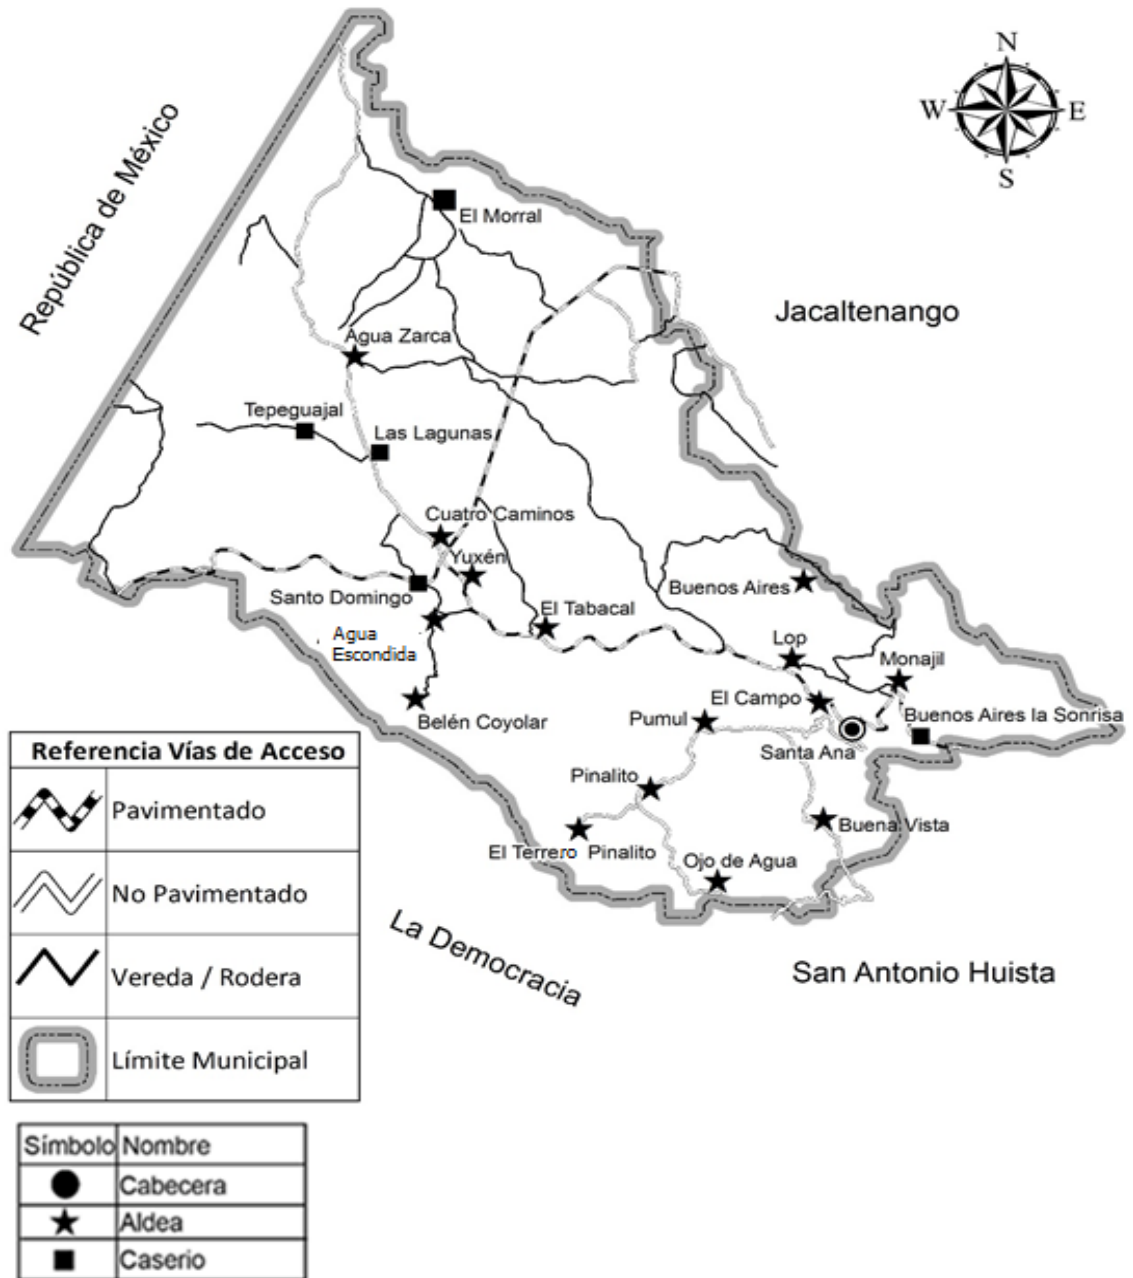 N
W
E
S
República de México
El Morral
Jacaltenango
Agua Zarca
Tepeguajal
Las Lagunas
Cuatro Caminos
Yuxén
Buenos Aires
Santo Domingo
El Tabacal
Agua
Escondida
Lop
Monajil
El Campo
Belén Coyolar
Pumul
Buenos Aires la Sonrisa
Santa Ana
Pinalito
Buena Vista
El Terrero Pinalito
Ojo de Agua
La Democracia
San Antonio Huista
Referencia Vías de Acceso
Pavimentado
No Pavimentado
Vereda / Rodera
Límite Municipal
Símbolo Nombre
Cabecera
Aldea
Caserio